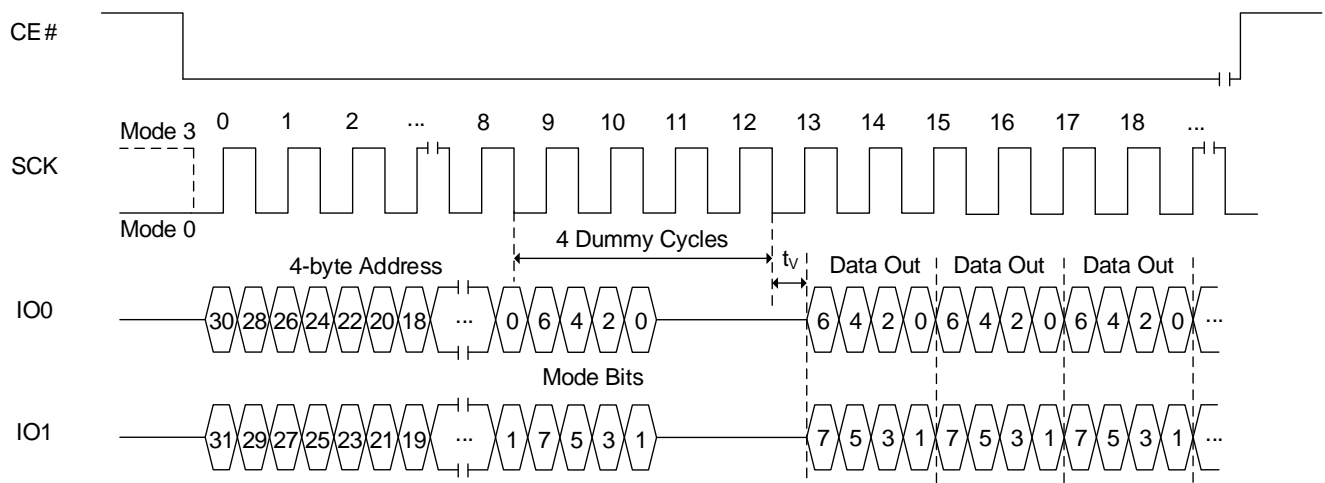 CE#
0 1 2 ... 8 9 10 11 12 13 14 15 16 17 18 ...
Mode 3
SCK
Mode 0
4 Dummy Cycles
4-byte Address tV Data Out Data Out Data Out
IO0 30 28 26 24 22 20 18 ... 0 6 4 2 0 6 4 2 0 6 4 2 0 6 4 2 0 ...
Mode Bits
IO1 31 29 27 25 23 21 19 ... 1 7 5 3 1 7 5 3 1 7 5 3 1 7 5 3 1 ...